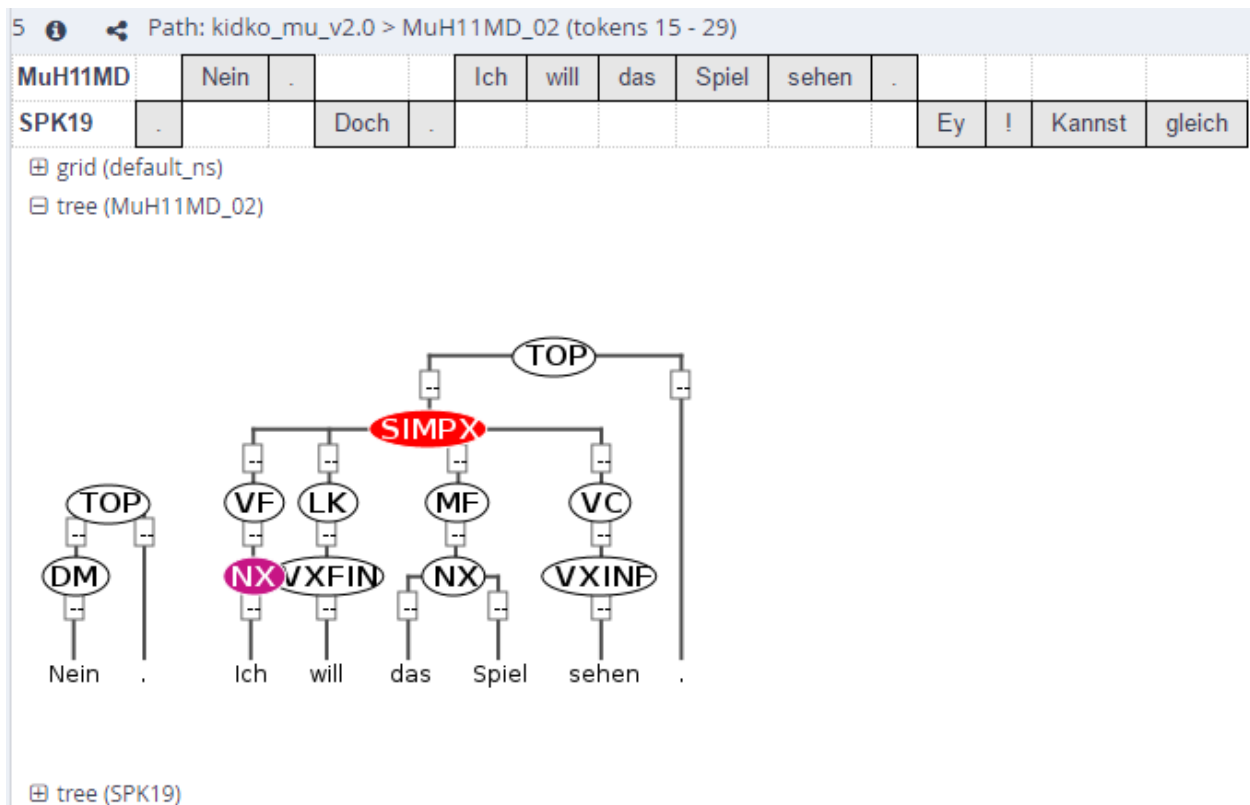 5 Path: kidko_mu_v2.0 > MuH11MD_02 (tokens 15 - 29)
MuH11MD Nein . Ich will das Spiel sehen .
SPK19 . Doch . Ey ! Kannst gleich
grid (default_ns)
tree (MuH11MD_02)
TOP
-- --
SIMPX
-- -- -- --
TOP VF LK MF VC
-- -- -- -- -- --
DM NX VXFIN NX VXINF
-- -- -- -- -- --
Nein . Ich will das Spiel sehen .
tree (SPK19)